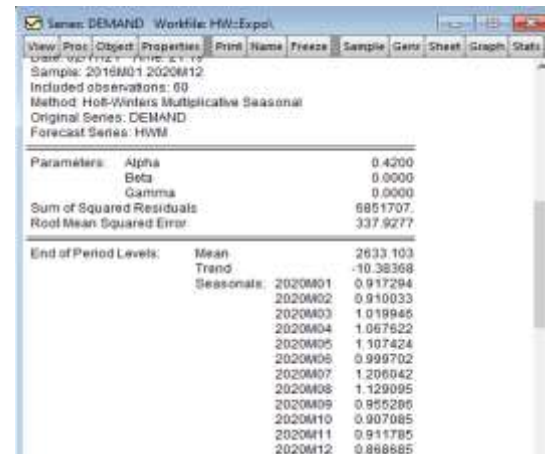 Series: DEMAND Workfile: HW::Expo\
View Proc Object Properties Print Name Freeze Sample Genr Sheet Graph Stats
Sample: 2016M01 2020M12
Included observations: 60
Method: Holt-Winters Multiplicative Seasonal
Original Series: DEMAND
Forecast Series: HWM
Parameters: Alpha 0.4200
Beta 0.0000
Gamma 0.0000
Sum of Squared Residuals 6851707.
Root Mean Squared Error 337.9277
End of Period Levels: Mean 2633.103
Trend -10.38368
Seasonals: 2020M01 0.917294
2020M02 0.910033
2020M03 1.019946
2020M04 1.067622
2020M05 1.107424
2020M06 0.999702
2020M07 1.206042
2020M08 1.129095
2020M09 0.955286
2020M10 0.907085
2020M11 0.911785
2020M12 0.868685